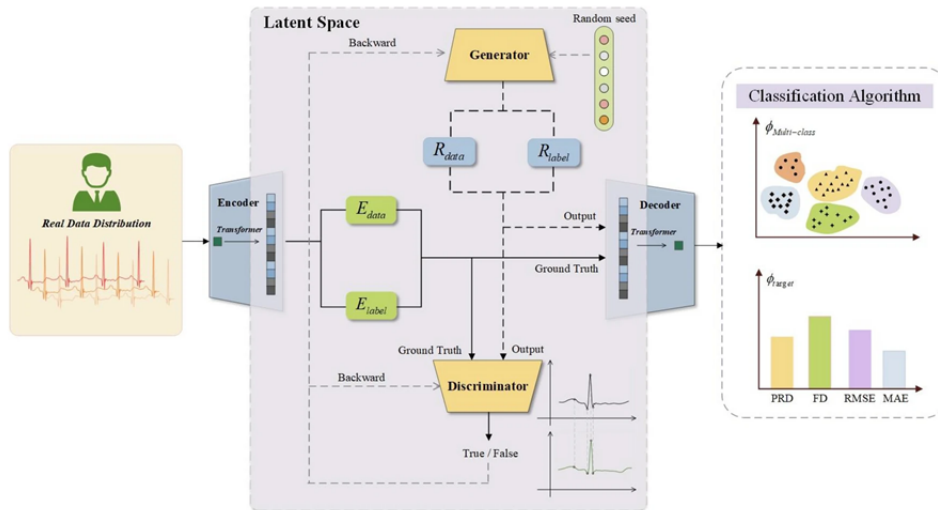 Latent Space
Random seed
Backward
Generator
R_data
R_label
Real Data Distribution
Encoder
Transformer
E_data
E_label
Output
Ground Truth
Decoder
Transformer
Ground Truth
Output
Backward
Discriminator
True / False
Classification Algorithm
ϕ_Multi-class
ϕ_Target
PRD FD RMSE MAE